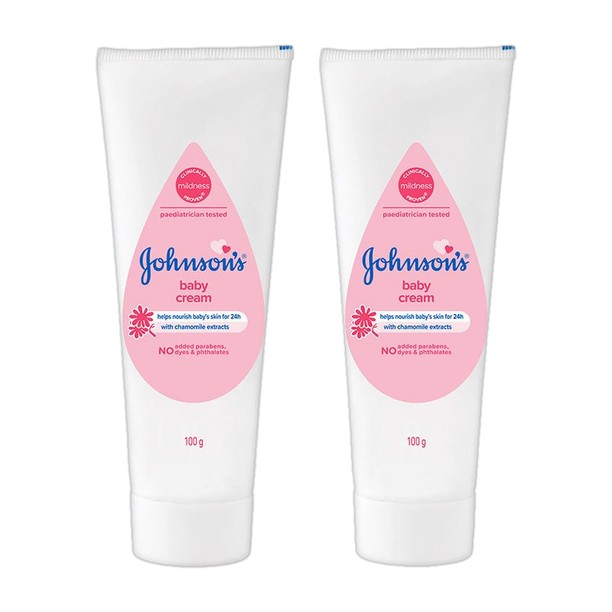 CLINICALLY
mildness
PROVEN®
paediatrician tested
Johnson's®
baby
cream
helps nourish baby's skin for 24h
with chamomile extracts
NO added parabens,
dyes & phthalates
100 g
CLINICALLY
mildness
PROVEN®
paediatrician tested
Johnson's®
baby
cream
helps nourish baby's skin for 24h
with chamomile extracts
NO added parabens,
dyes & phthalates
100 g